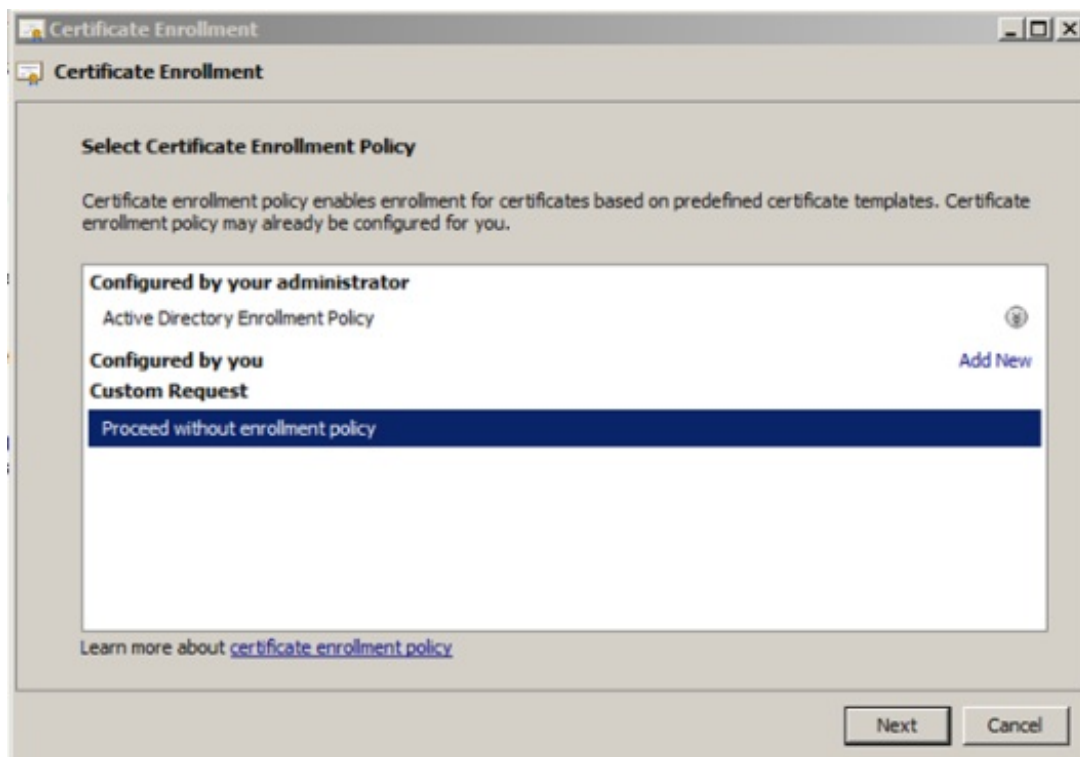 Certificate Enrollment
Certificate Enrollment
Select Certificate Enrollment Policy
Certificate enrollment policy enables enrollment for certificates based on predefined certificate templates. Certificate
enrollment policy may already be configured for you.
Configured by your administrator
Active Directory Enrollment Policy
Configured by you Add New
Custom Request
Proceed without enrollment policy
Learn more about certificate enrollment policy
Next Cancel